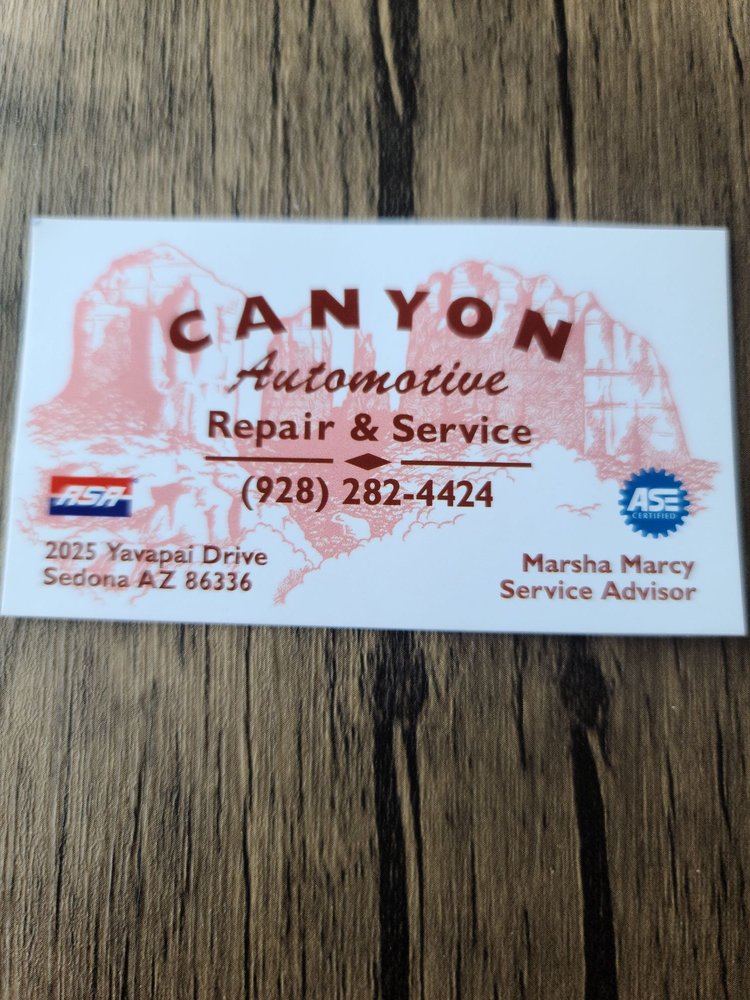 CANYON
Automotive
Repair & Service
(928) 282-4424
ASA
ASE
CERTIFIED
2025 Yavapai Drive
Sedona AZ 86336
Marsha Marcy
Service Advisor